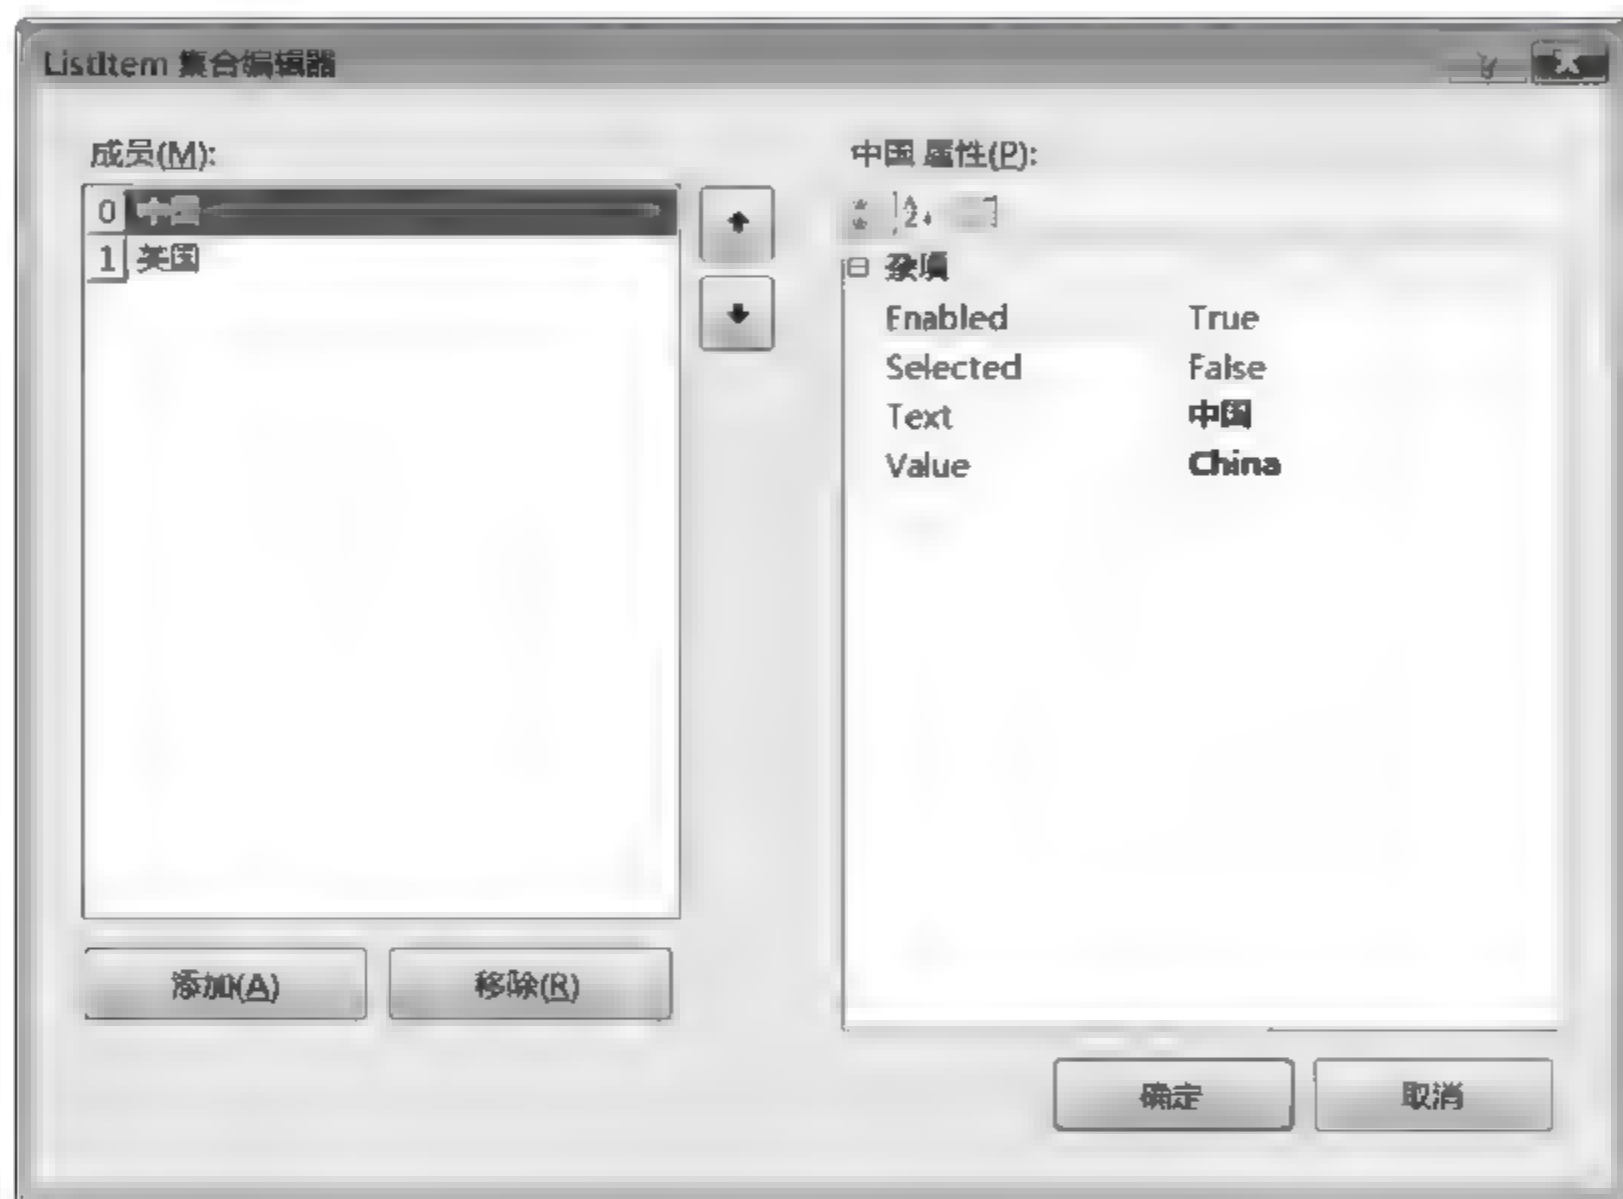 ListItem 集合编辑器
成员(M):
0 中国
1 英国
添加(A)
移除(R)
中国 属性(P):
杂项
Enabled True
Selected False
Text 中国
Value China
确定
取消